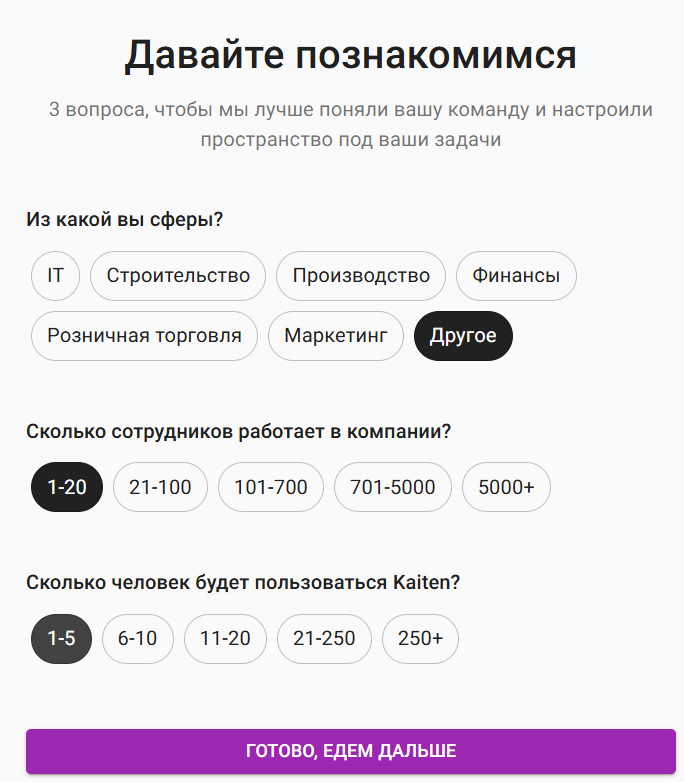 Давайте познакомимся
3 вопроса, чтобы мы лучше поняли вашу команду и настроили
пространство под ваши задачи
Из какой вы сферы?
IT Строительство Производство Финансы
Розничная торговля Маркетинг Другое
Сколько сотрудников работает в компании?
1-20 21-100 101-700 701-5000 5000+
Сколько человек будет пользоваться Kaiten?
1-5 6-10 11-20 21-250 250+
ГОТОВО, ЕДЕМ ДАЛЬШЕ